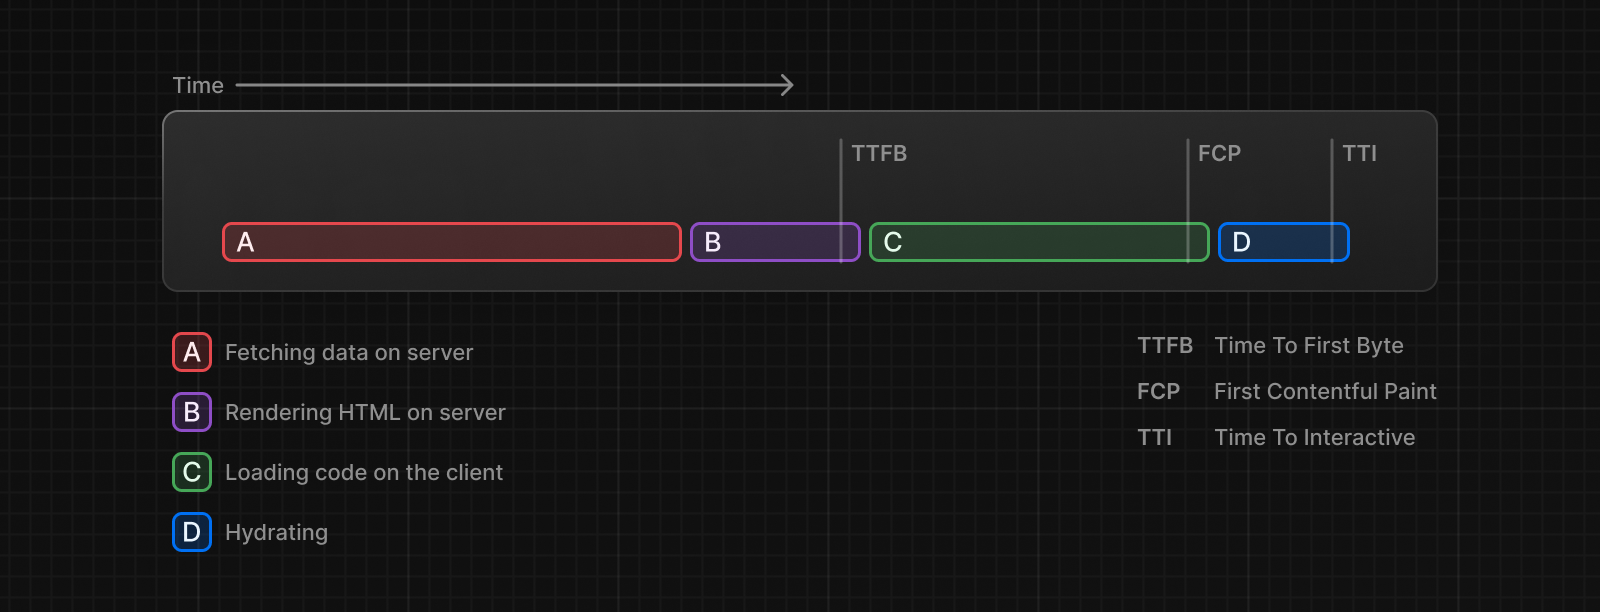 Time
TTFB
FCP
TTI
A
B
C
D
A Fetching data on server
B Rendering HTML on server
C Loading code on the client
D Hydrating
TTFB Time To First Byte
FCP First Contentful Paint
TTI Time To Interactive